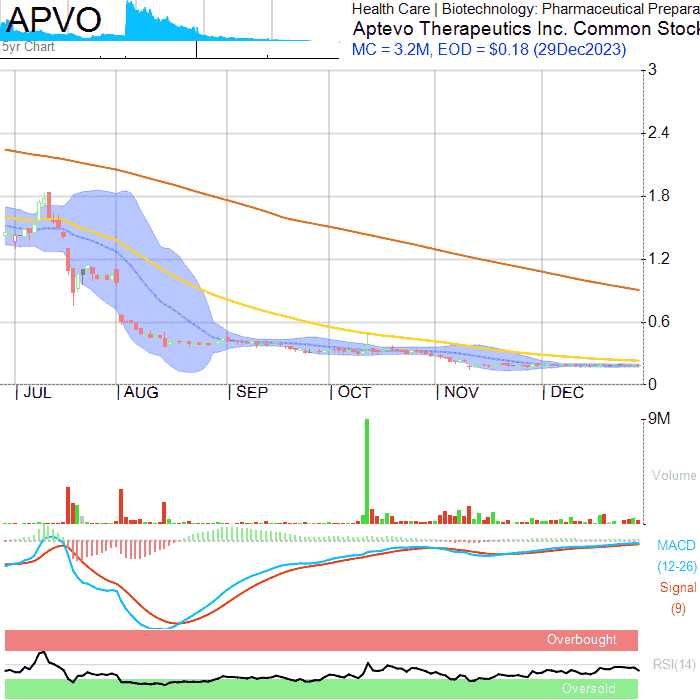 APVO
5yr Chart
Health Care | Biotechnology: Pharmaceutical Prepara
Aptevo Therapeutics Inc. Common Stock
MC = 3.2M, EOD = $0.18 (29Dec2023)
3
2.4
1.8
1.2
0.6
0
JUL AUG SEP OCT NOV DEC
9M
Volume
MACD
(12-26)
Signal
(9)
Overbought
RSI(14)
Oversold